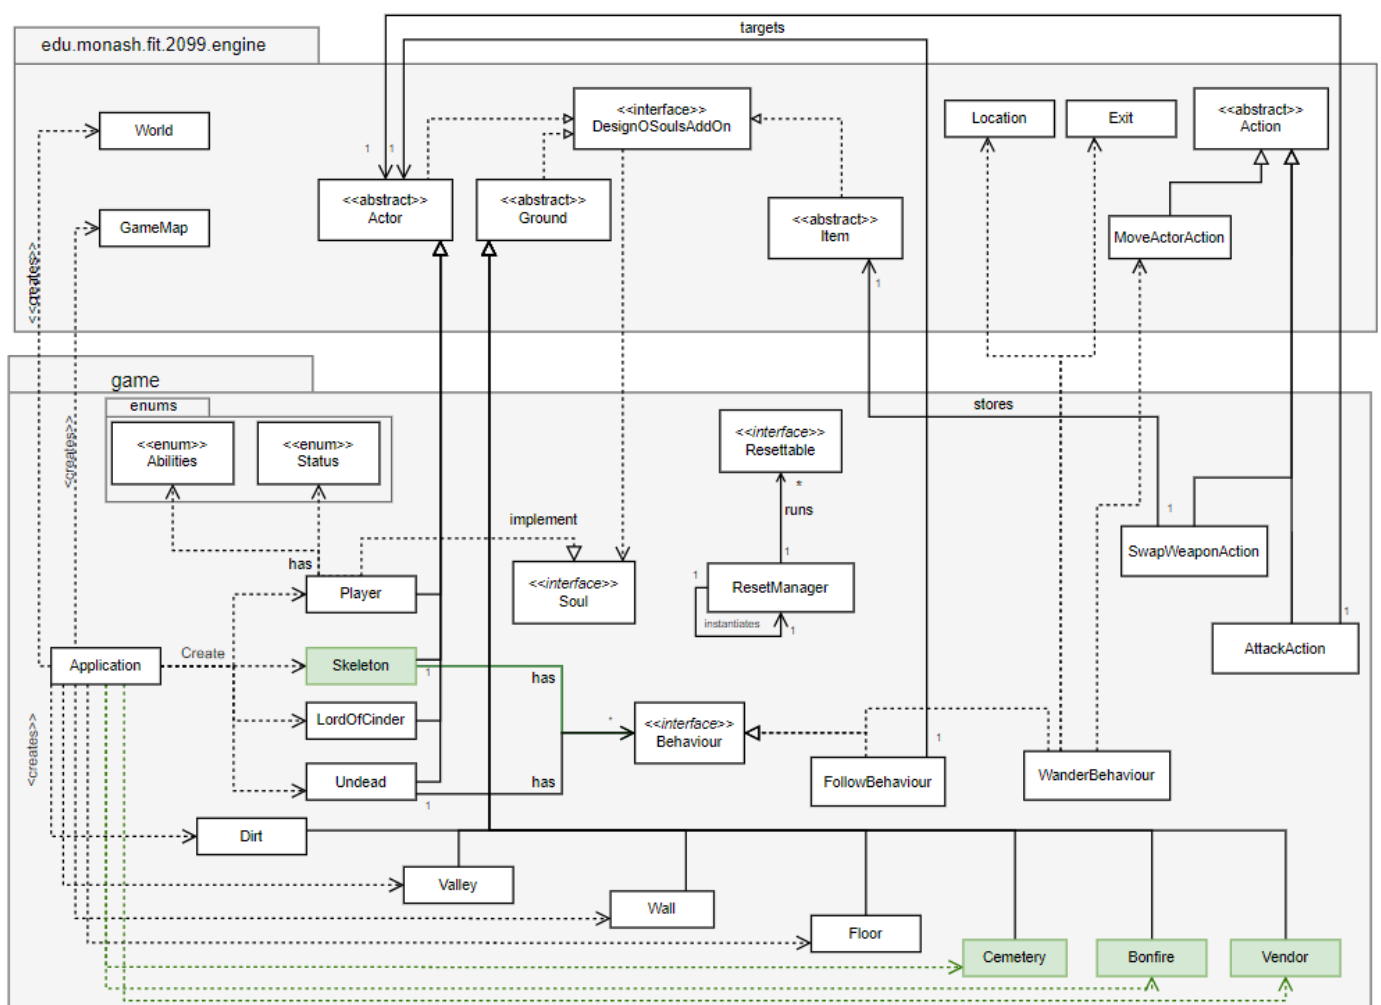 targets
edu.monash.fit.2099.engine
<<interface>>
DesignOSoulsAddOn
<<abstract>>
Action
Location
Exit
World
1
1
<<abstract>>
Actor
<<abstract>>
Ground
<<abstract>>
Item
GameMap
MoveActorAction
<<creates>>
1
game
enums
stores
<<enum>>
Abilities
<<enum>>
Status
<<interface>>
Resettable
<creates>>
*
runs
1
implement
1
SwapWeaponAction
has
<<interface>>
Soul
1
ResetManager
instantiates
1
Player
1
AttackAction
Create
Application
Skeleton
1
has
<creates>>
LordOfCinder
*
<<interface>>
Behaviour
1
Undead
1
has
FollowBehaviour
WanderBehaviour
Dirt
Valley
Wall
Floor
Cemetery
Bonfire
Vendor